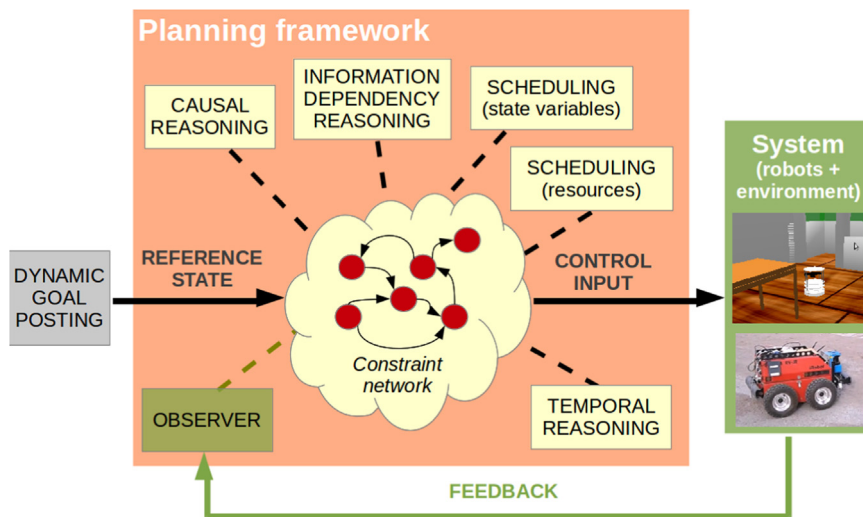 Planning framework
CAUSAL
REASONING
INFORMATION
DEPENDENCY
REASONING
SCHEDULING
(state variables)
SCHEDULING
(resources)
System
(robots +
environment)
DYNAMIC
GOAL
POSTING
REFERENCE
STATE
CONTROL
INPUT
Constraint
network
OBSERVER
TEMPORAL
REASONING
FEEDBACK